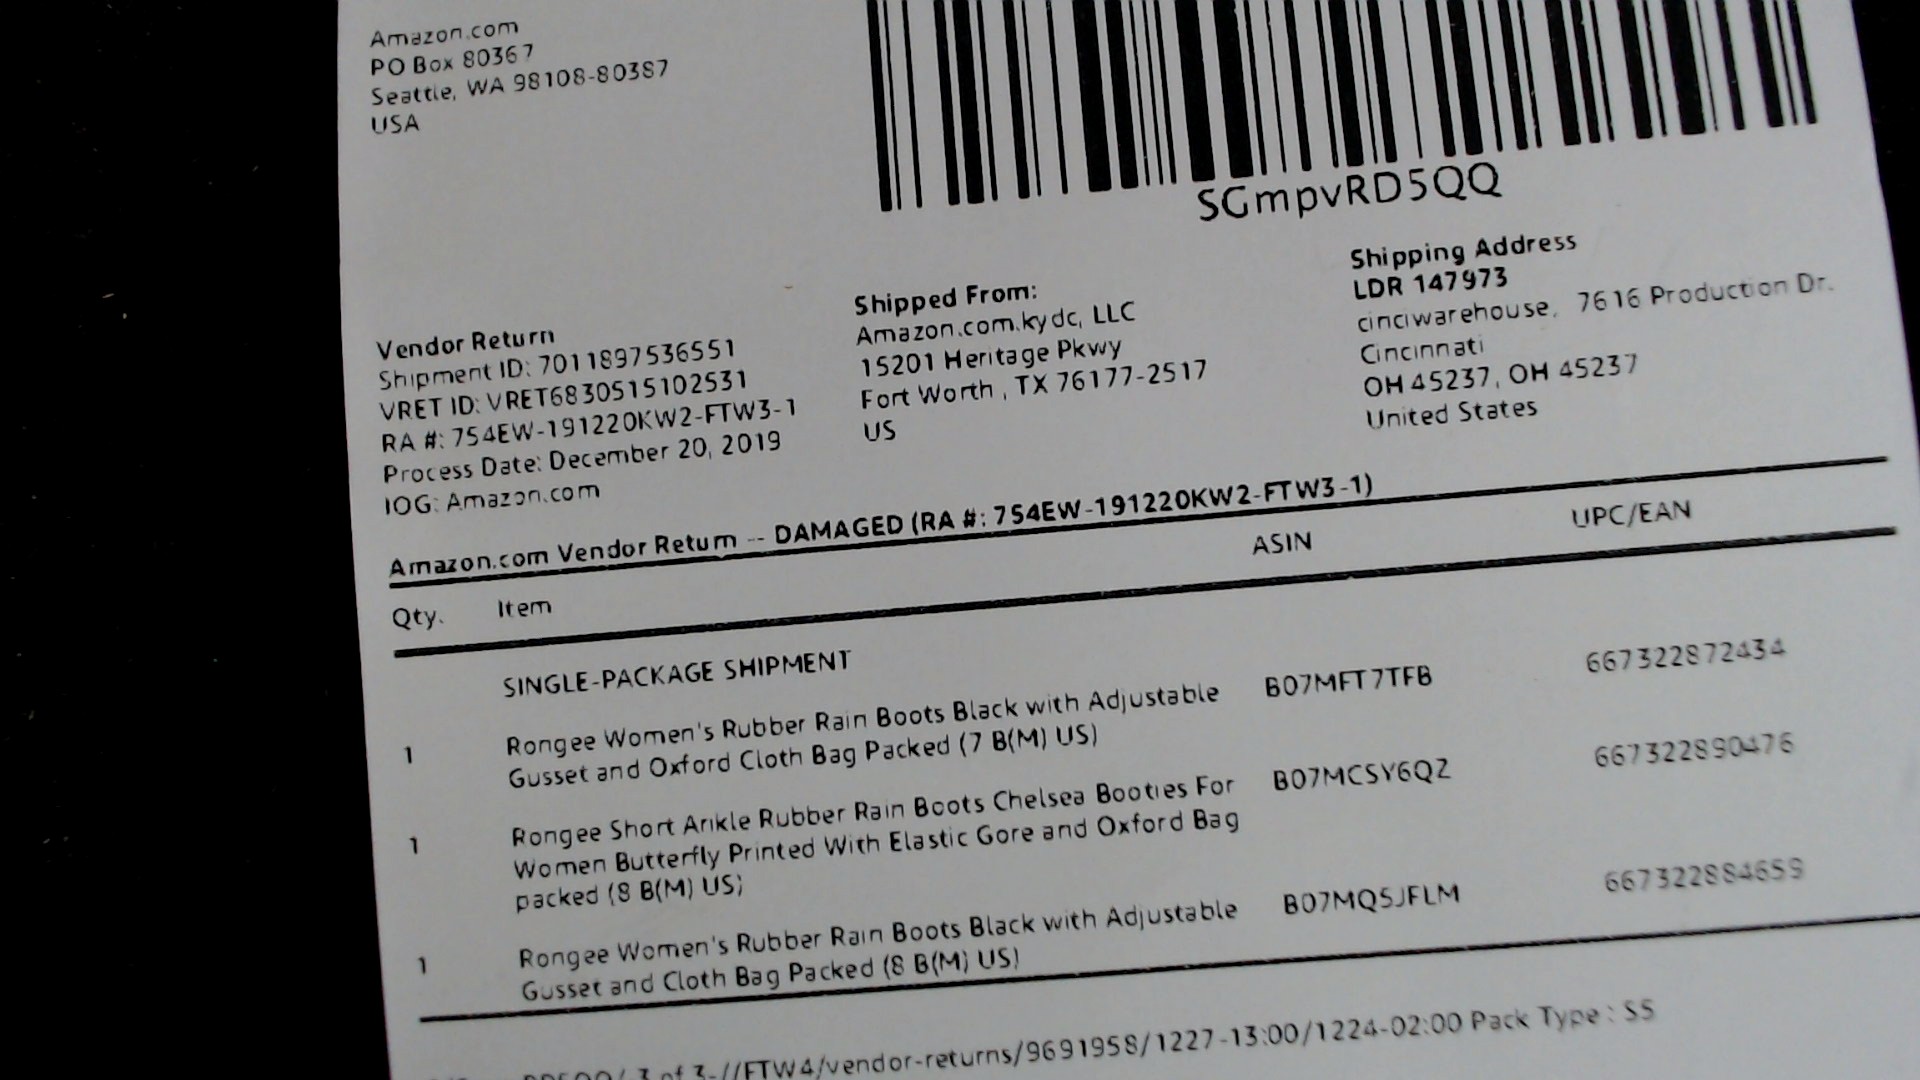 Amazon.com
PO Box 80367
Seattle, WA 98108-80387
USA
SGmpvRD5QQ
Vendor Return
Shipment ID: 7011897536551
VRET ID: VRET6830515102531
RA #: 754EW-191220KW2-FTW3-1
Process Date: December 20, 2019
IOG: Amazon.com
Shipped From:
Amazon.com.kydc, LLC
15201 Heritage Pkwy
Fort Worth , TX 76177-2517
US
Shipping Address
LDR 147973
cinciwarehouse, 7616 Production Dr.
Cincinnati
OH 45237, OH 45237
United States
Amazon.com Vendor Return -- DAMAGED (RA #: 754EW-191220KW2-FTW3-1)
Qty. Item ASIN UPC/EAN
SINGLE-PACKAGE SHIPMENT
1 Rongee Women's Rubber Rain Boots Black with Adjustable B07MFT7TFB 667322872434
Gusset and Oxford Cloth Bag Packed (7 B(M) US)
1 Rongee Short Ankle Rubber Rain Boots Chelsea Booties For B07MCSY6QZ 667322890476
Women Butterfly Printed With Elastic Gore and Oxford Bag
packed (8 B(M) US)
1 Rongee Women's Rubber Rain Boots Black with Adjustable B07MQ5JFLM 667322884659
Gusset and Cloth Bag Packed (8 B(M) US)
3 of 3-//FTW4/vendor-returns/9691958/1227-13:00/1224-02:00 Pack Type : S5